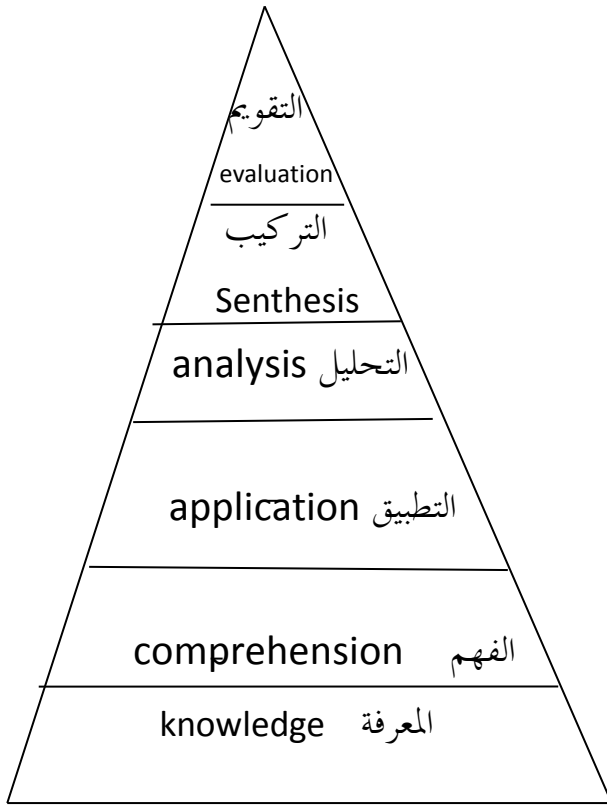 التقويم
evaluation
التركيب
Senthesis
analysis التحليل
application التطبيق
comprehension الفهم
knowledge المعرفة